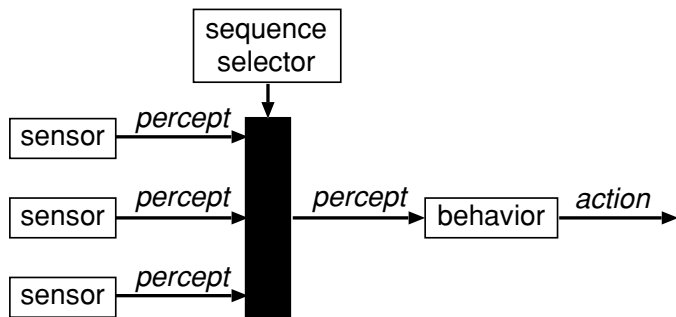 sequence
selector
percept
sensor
percept
percept
action
sensor
behavior
percept
sensor